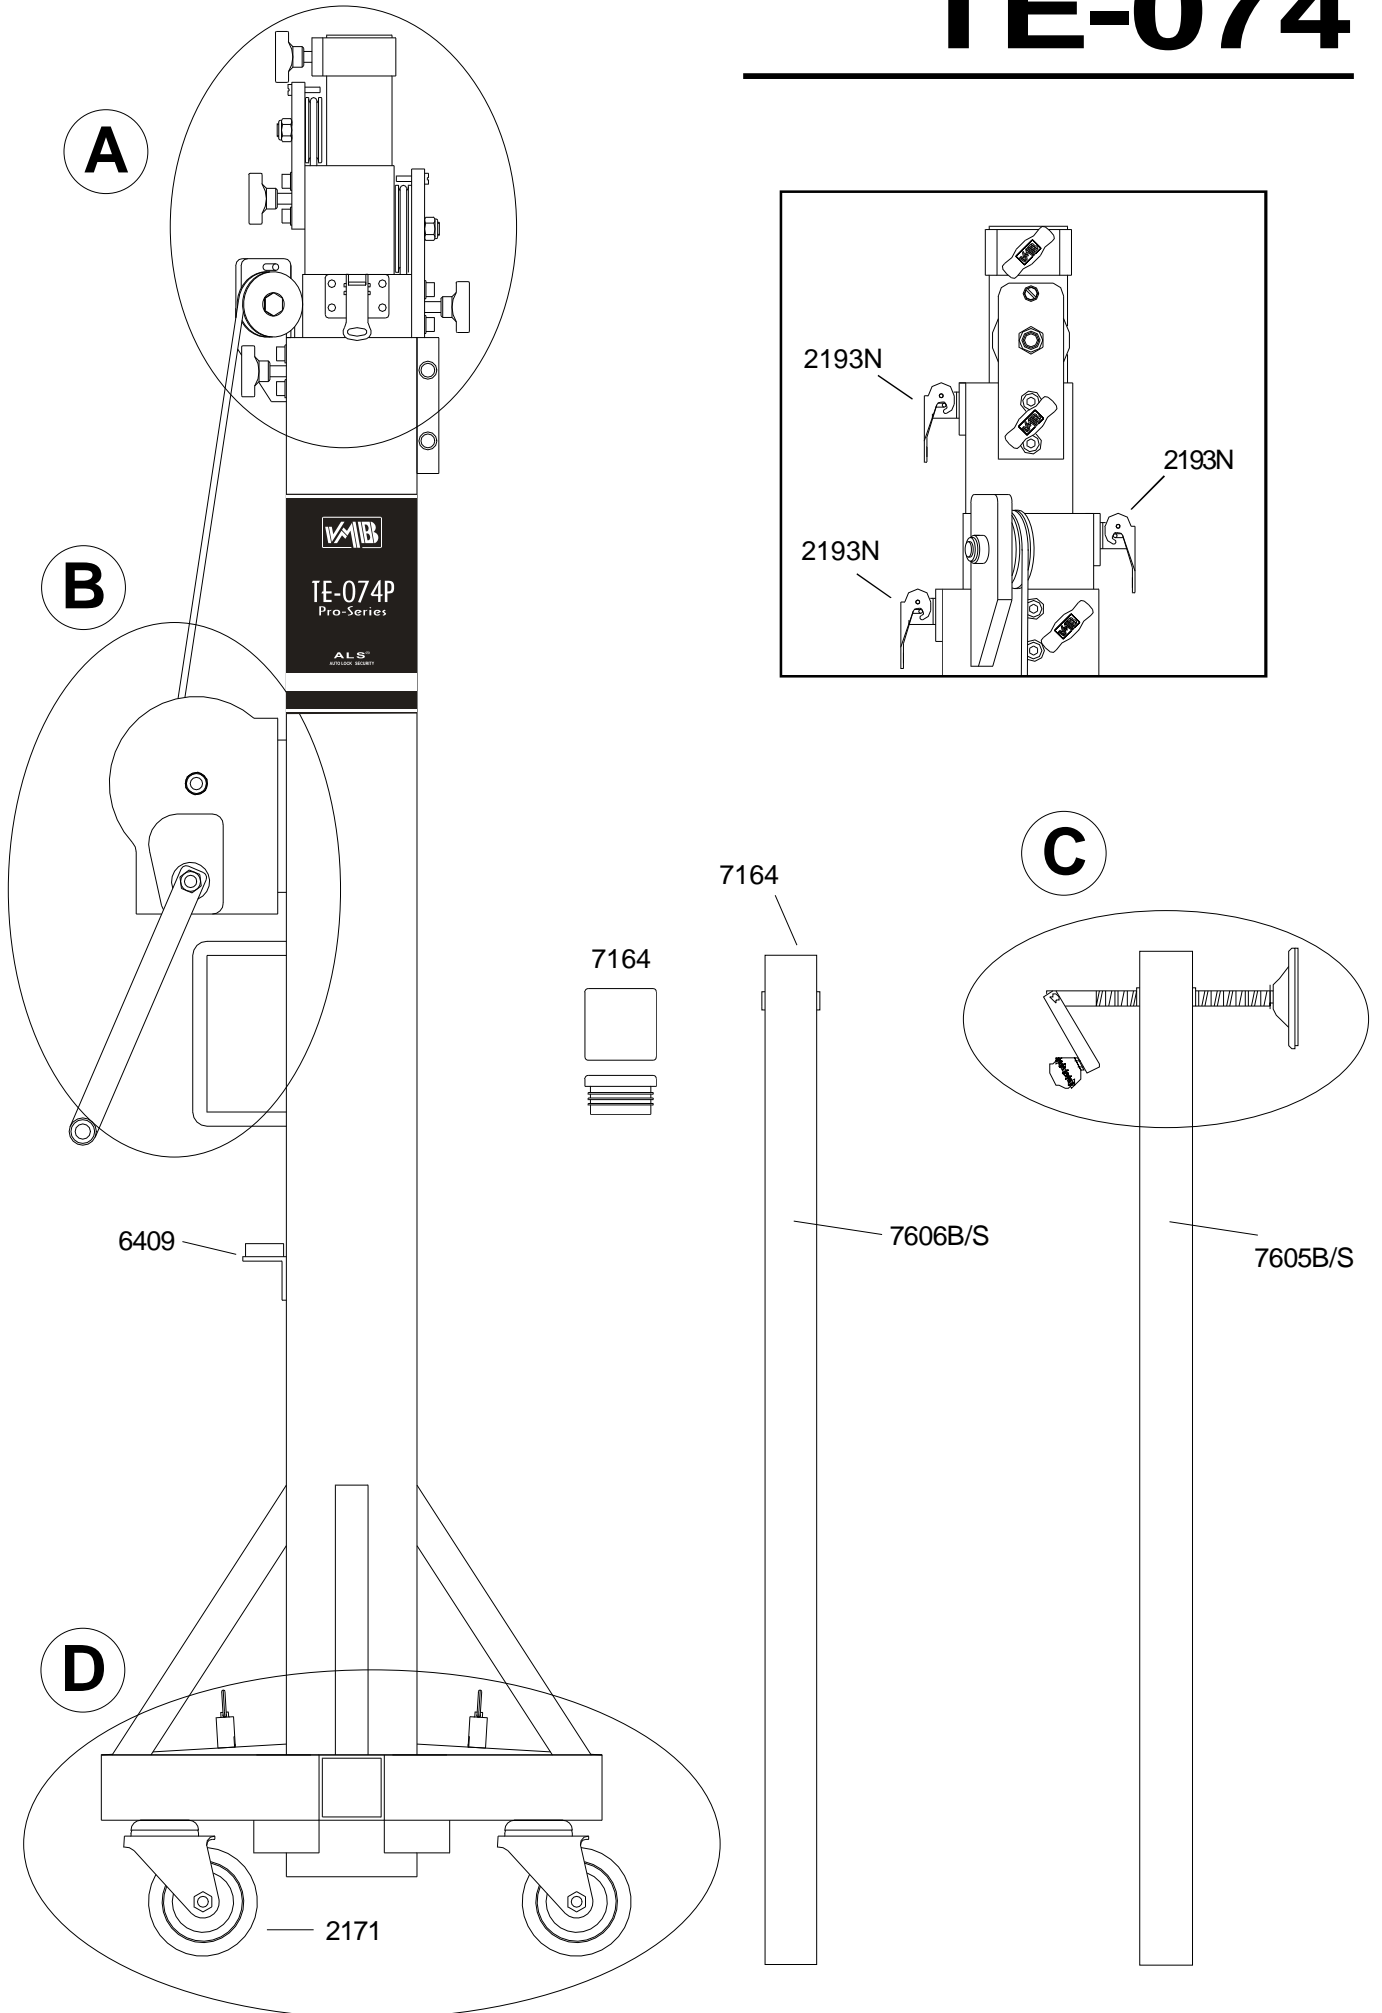 TE-074
A
2193N
2193N
2193N
VMB
TE-074P
Pro-Series
ALS
AUTO LOCK SECURITY
B
C
7164
7164
6409
7606B/S
7605B/S
D
2171